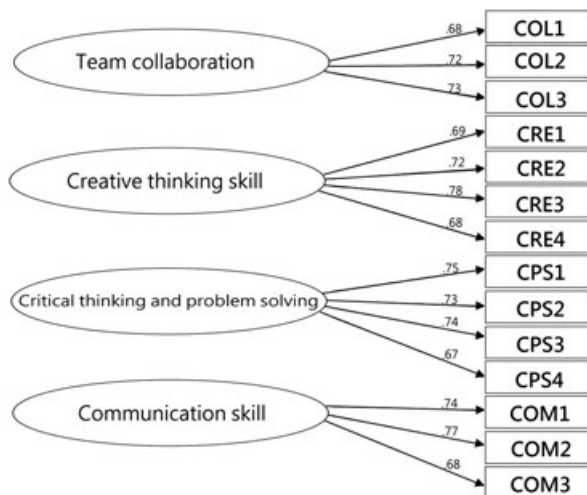 Team collaboration
.68
COL1
.72
COL2
.73
COL3
Creative thinking skill
.69
CRE1
.72
CRE2
.78
CRE3
.68
CRE4
Critical thinking and problem solving
.75
CPS1
.73
CPS2
.74
CPS3
.67
CPS4
Communication skill
.74
COM1
.77
COM2
.68
COM3